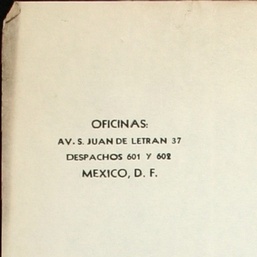 OFICINAS:
AV. S. JUAN DE LETRAN 37
DESPACHOS 601 Y 602
MEXICO, D. F.